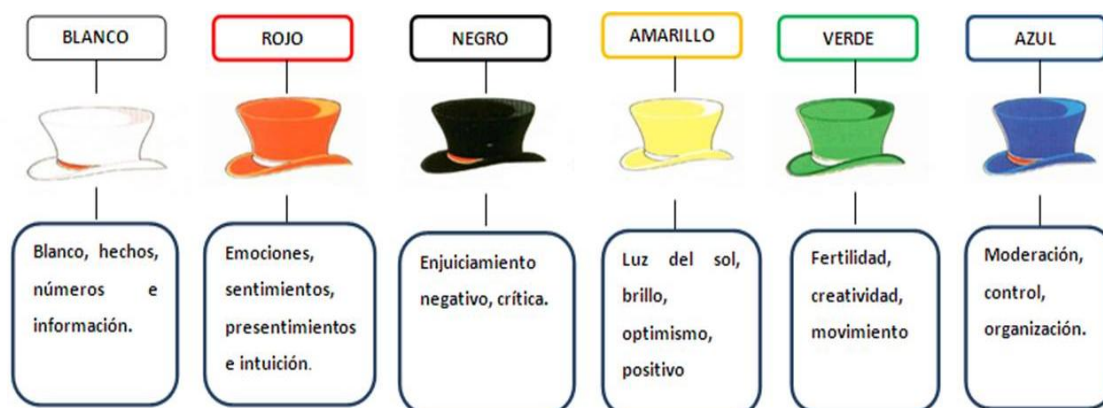 BLANCO
ROJO
NEGRO
AMARILLO
VERDE
AZUL
Blanco, hechos,
números e
información.
Emociones,
sentimientos,
presentimientos
e intuición.
Enjuiciamiento
negativo, crítica.
Luz del sol,
brillo,
optimismo,
positivo
Fertilidad,
creatividad,
movimiento
Moderación,
control,
organización.